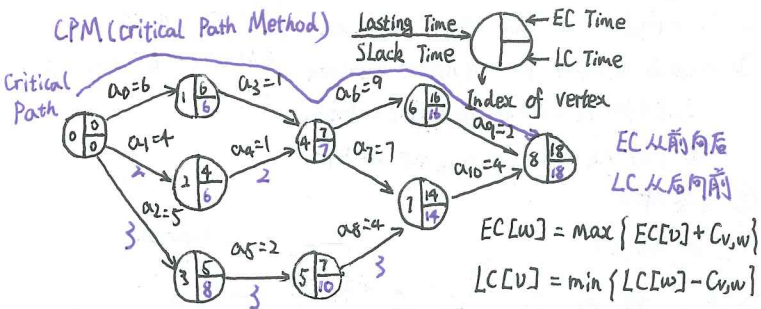 CPM(Critical Path Method)
Lasting Time
Slack Time
EC Time
LC Time
Index of vertex
Critical
Path
a0=6
a3=1
a6=9
1 6 6
6 16 16
a9=2
0 0 0
a1=4
2
a4=1
2
4 7 7
a7=7
a10=4
8 18 18
EC从前向后
LC从后向前
2 4 6
a2=5
3
1 14 14
a8=4
3
EC[w]=max{EC[v]+Cv,w}
a5=2
3
3 5 8
5 7 10
LC[v]=min{LC[w]-Cv,w}